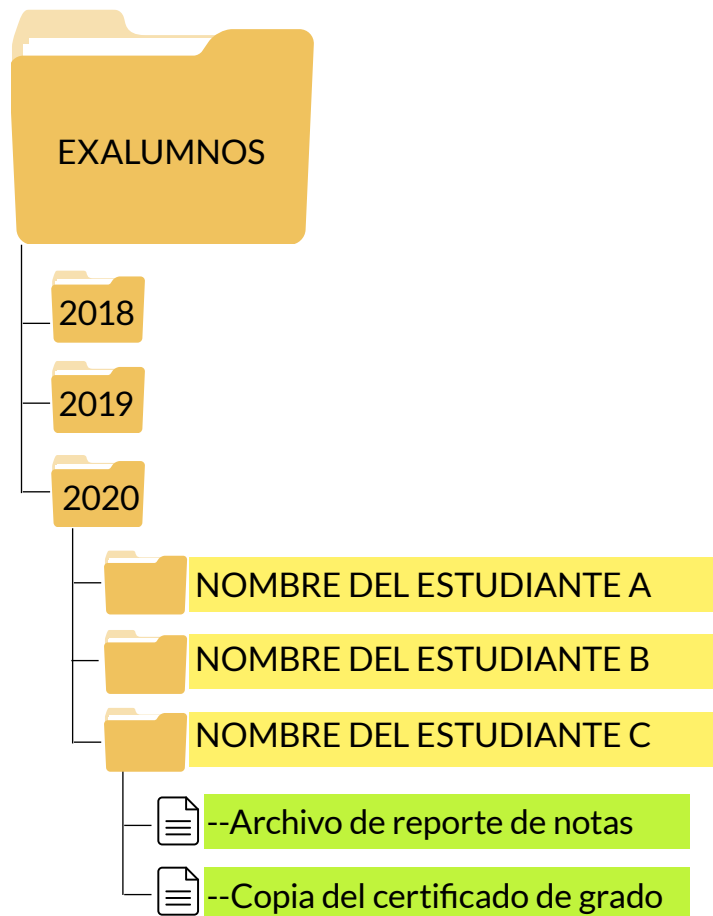 EXALUMNOS
2018
2019
2020
NOMBRE DEL ESTUDIANTE A
NOMBRE DEL ESTUDIANTE B
NOMBRE DEL ESTUDIANTE C
--Archivo de reporte de notas
--Copia del certificado de grado